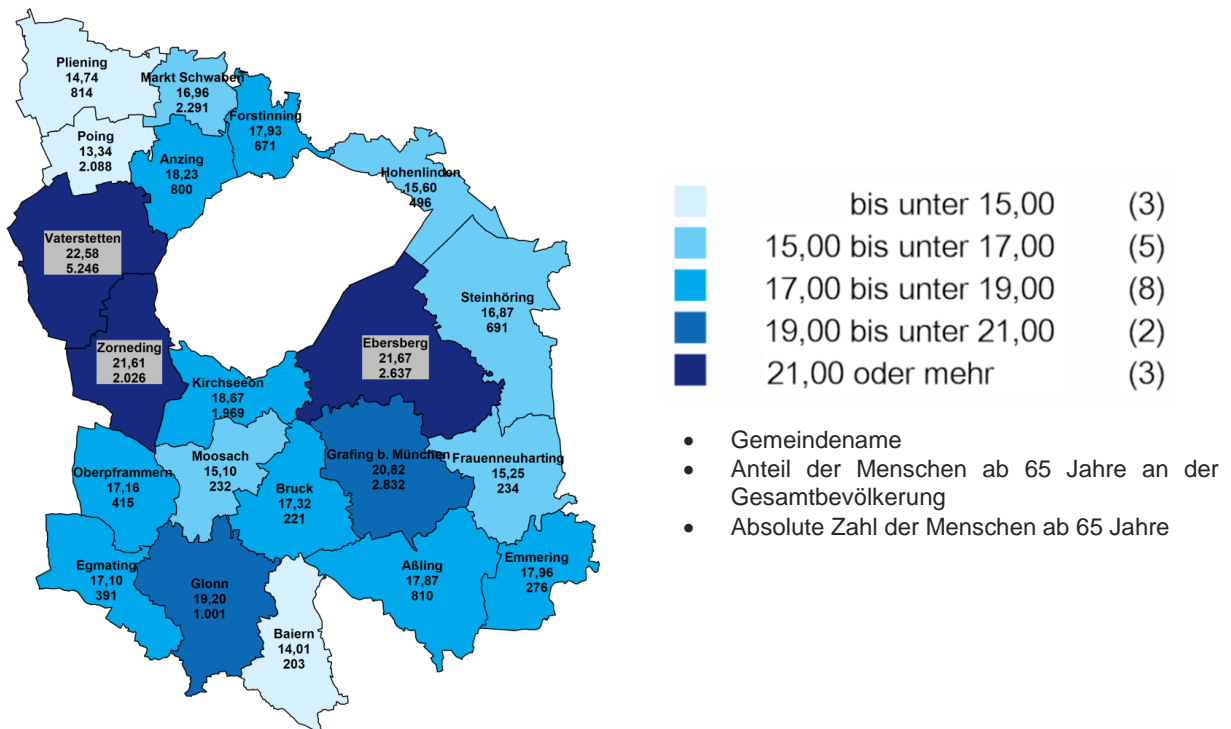 Pliening
14,74
814
Markt Schwaben
16,96
2.291
Forstinning
17,93
671
Poing
13,34
2.088
Anzing
18,23
800
Hohenlindon
15,60
496
Vaterstetten
22,58
5.246
Steinhöring
16,87
691
Zorneding
21,61
2.026
Ebersberg
21,67
2.637
Kirchseeon
18,67
1.969
Oberpframmern
17,16
415
Moosach
15,10
232
Bruck
17,32
221
Grafing b. München
20,82
2.832
Frauenneuharting
15,25
234
Egmating
17,10
391
Glonn
19,20
1.001
Baiern
14,01
203
Aßling
17,87
810
Emmering
17,96
276
bis unter 15,00 (3)
15,00 bis unter 17,00 (5)
17,00 bis unter 19,00 (8)
19,00 bis unter 21,00 (2)
21,00 oder mehr (3)
• Gemeindename
• Anteil der Menschen ab 65 Jahre an der
Gesamtbevölkerung
• Absolute Zahl der Menschen ab 65 Jahre